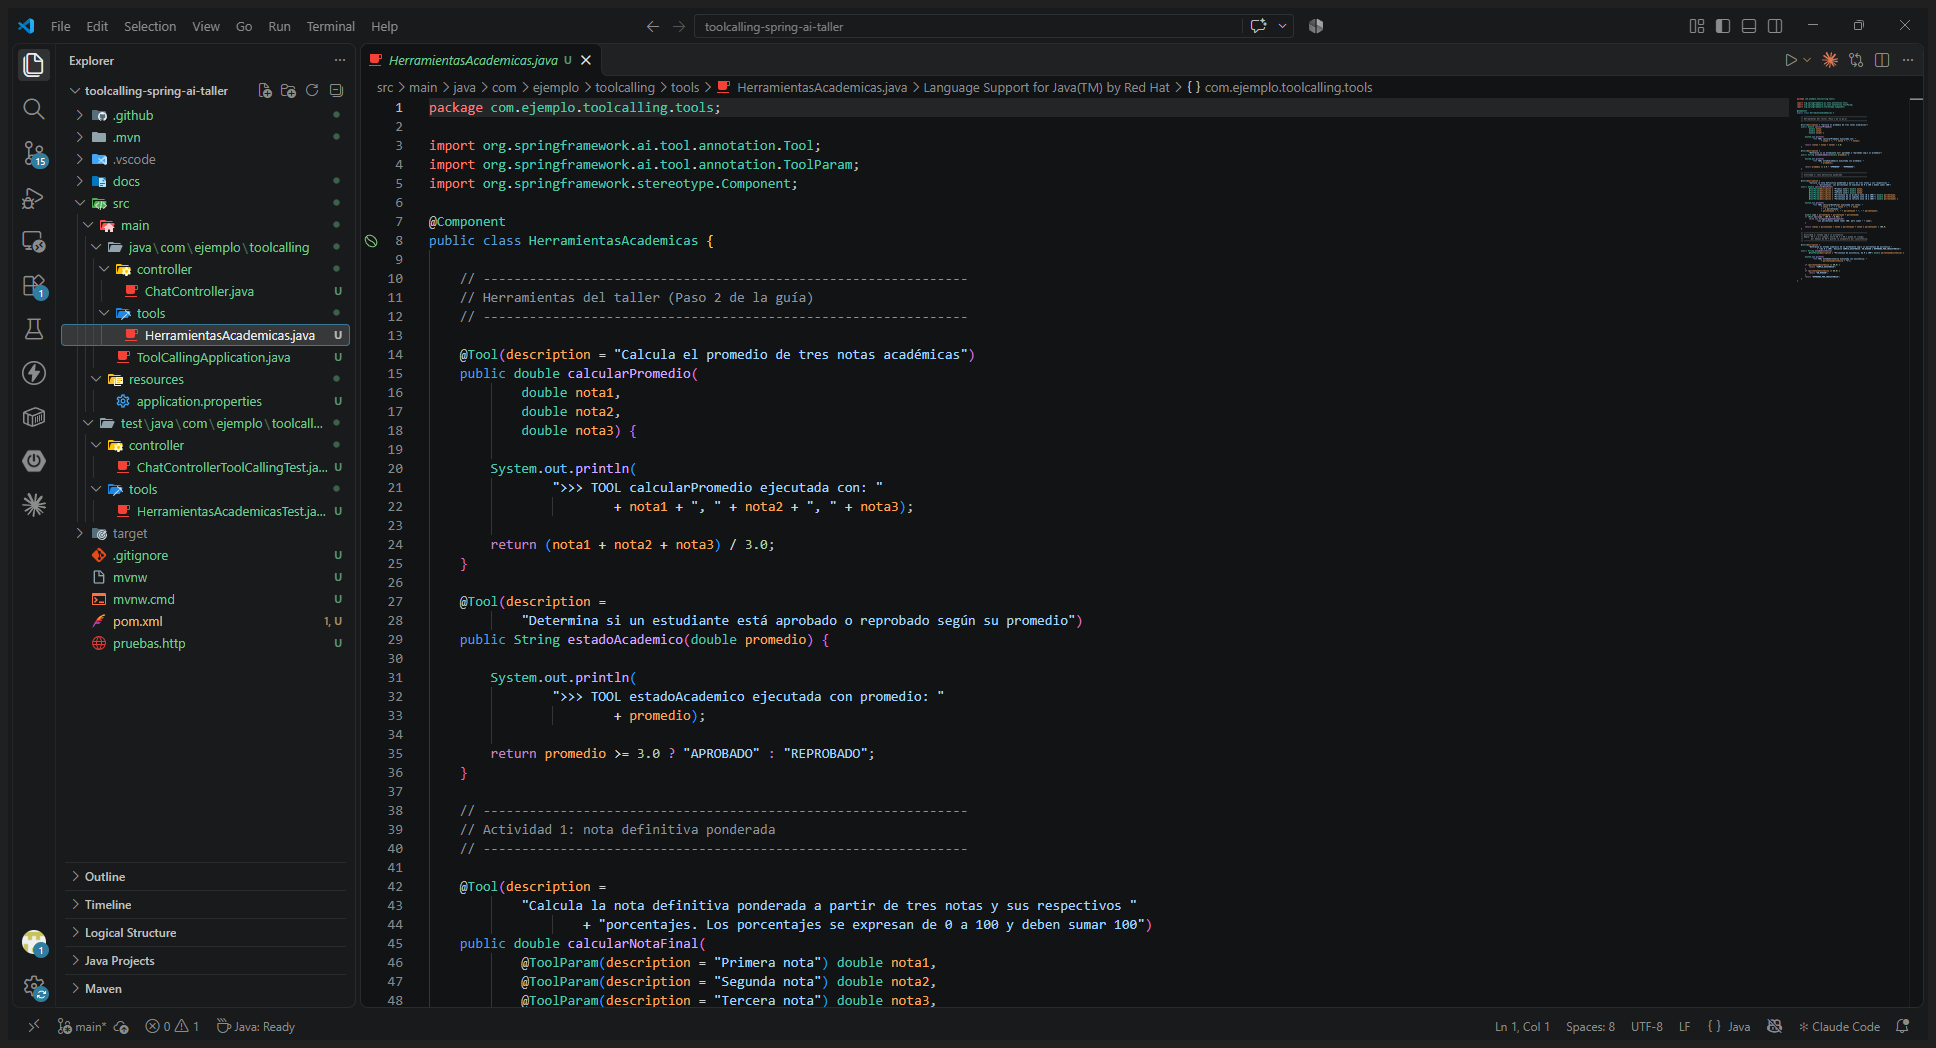 File Edit Selection View Go Run Terminal Help
toolcalling-spring-ai-taller
Explorer
toolcalling-spring-ai-taller
.github
.mvn
.vscode
docs
src
main
java\com\ejemplo\toolcalling
controller
ChatController.java U
tools
HerramientasAcademicas.java U
ToolCallingApplication.java U
resources
application.properties U
test\java\com\ejemplo\toolcall...
controller
ChatControllerToolCallingTest.ja... U
tools
HerramientasAcademicasTest.ja... U
target
.gitignore U
mvnw U
mvnw.cmd U
pom.xml 1, U
pruebas.http U
Outline
Timeline
Logical Structure
Java Projects
Maven
15
1
1
HerramientasAcademicas.java U
src > main > java > com > ejemplo > toolcalling > tools > HerramientasAcademicas.java > Language Support for Java(TM) by Red Hat > { } com.ejemplo.toolcalling.tools
1 package com.ejemplo.toolcalling.tools;
2
3 import org.springframework.ai.tool.annotation.Tool;
4 import org.springframework.ai.tool.annotation.ToolParam;
5 import org.springframework.stereotype.Component;
6
7 @Component
8 public class HerramientasAcademicas {
9
10 // ---------------------------------------------------------------
11 // Herramientas del taller (Paso 2 de la guía)
12 // ---------------------------------------------------------------
13
14 @Tool(description = "Calcula el promedio de tres notas académicas")
15 public double calcularPromedio(
16 double nota1,
17 double nota2,
18 double nota3) {
19
20 System.out.println(
21 ">>> TOOL calcularPromedio ejecutada con: "
22 + nota1 + ", " + nota2 + ", " + nota3);
23
24 return (nota1 + nota2 + nota3) / 3.0;
25 }
26
27 @Tool(description =
28 "Determina si un estudiante está aprobado o reprobado según su promedio")
29 public String estadoAcademico(double promedio) {
30
31 System.out.println(
32 ">>> TOOL estadoAcademico ejecutada con promedio: "
33 + promedio);
34
35 return promedio >= 3.0 ? "APROBADO" : "REPROBADO";
36 }
37
38 // ---------------------------------------------------------------
39 // Actividad 1: nota definitiva ponderada
40 // ---------------------------------------------------------------
41
42 @Tool(description =
43 "Calcula la nota definitiva ponderada a partir de tres notas y sus respectivos "
44 + "porcentajes. Los porcentajes se expresan de 0 a 100 y deben sumar 100")
45 public double calcularNotaFinal(
46 @ToolParam(description = "Primera nota") double nota1,
47 @ToolParam(description = "Segunda nota") double nota2,
48 @ToolParam(description = "Tercera nota") double nota3,
main* 0 1 Java: Ready Ln 1, Col 1 Spaces: 8 UTF-8 LF { } Java Claude Code